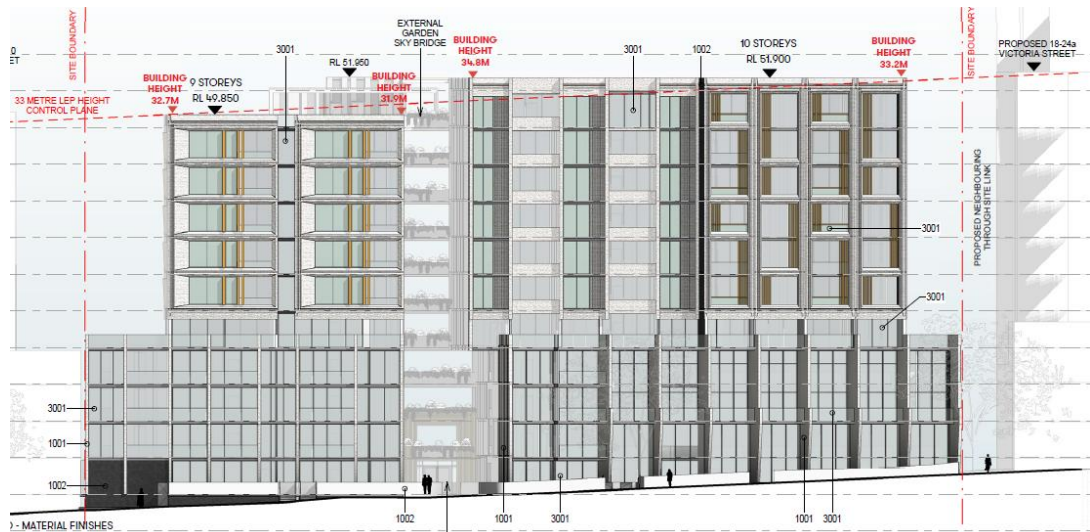 SITE BOUNDARY
EXTERNAL
GARDEN
SKY BRIDGE
BUILDING
HEIGHT
34.8M
3001
1002
10 STOREYS
RL 51.900
BUILDING
HEIGHT
33.2M
SITE BOUNDARY
PROPOSED 18-24a
VICTORIA STREET
3001
RL 51.950
BUILDING
HEIGHT
32.7M
9 STOREYS
RL 49.850
BUILDING
HEIGHT
31.9M
33 METRE LEP HEIGHT
CONTROL PLANE
PROPOSED NEIGHBOURING
THROUGH SITE LINK
3001
3001
3001
1001
1002
1002
1001
3001
1001
3001
- MATERIAL FINISHES